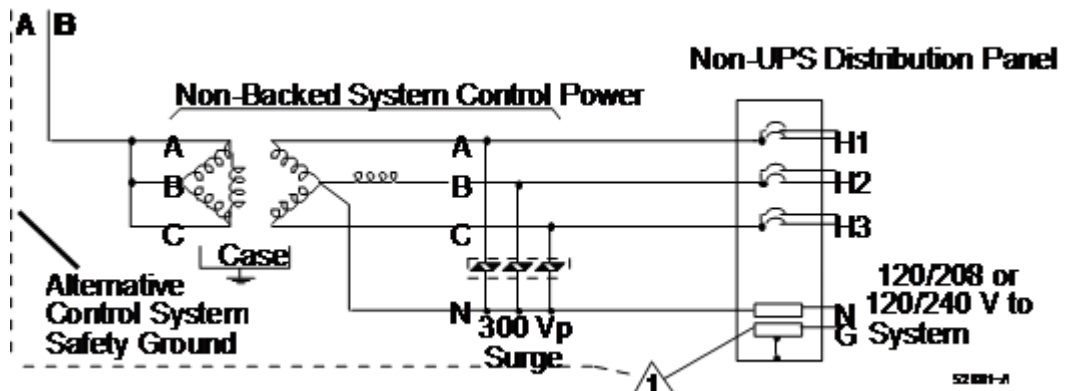 A B
Non-UPS Distribution Panel
Non-Backed System Control Power
A A H1
B B H2
C C H3
Case
Alternative
Control System
Safety Ground
N 300 Vp
Surge
120/208 or
N 120/240 V to
G System
1